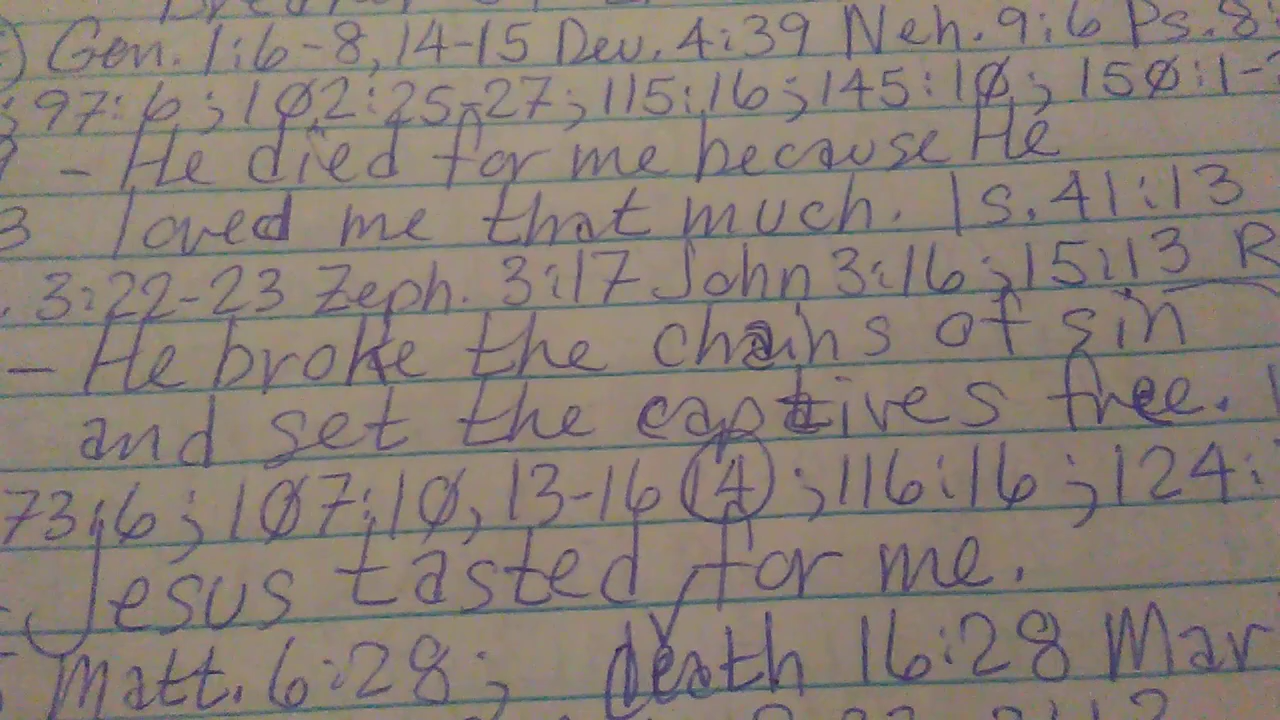 Gen. 1:6-8, 14-15 Deu. 4:39 Neh. 9:6 Ps. 8
; 97:6; 102:25-27; 115:16; 145:10; 150:1-
- He died for me because He
3 loved me that much. Is. 41:13
. 3:22-23 Zeph. 3:17 John 3:16; 15:13 R
- He broke the chains of sin
and set the captives free.
73:6; 107:10, 13-16 (14); 116:16; 124:
- Jesus tasted for me.
Matt. 6:28; death 16:28 Mar